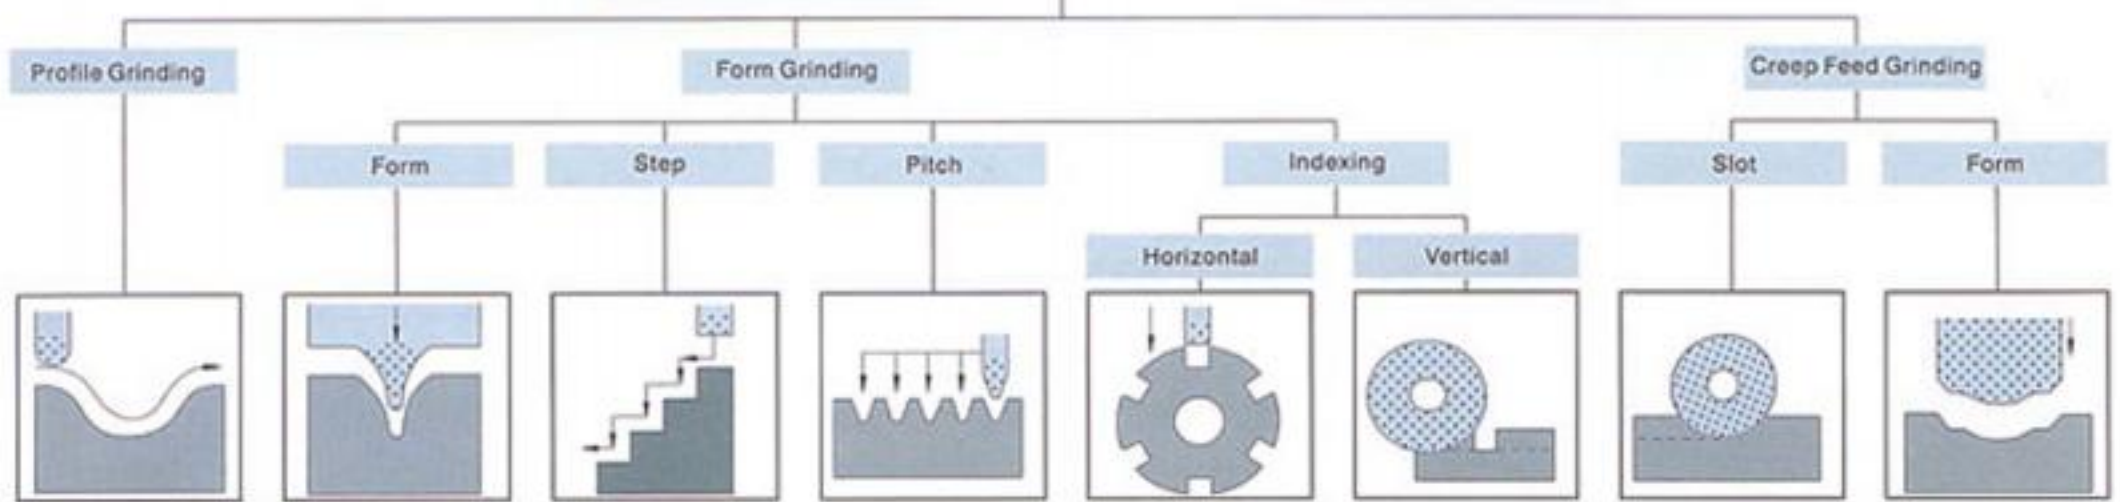 Profile Grinding
Form Grinding
Creep Feed Grinding
Form
Step
Pitch
Indexing
Slot
Form
Horizontal
Vertical